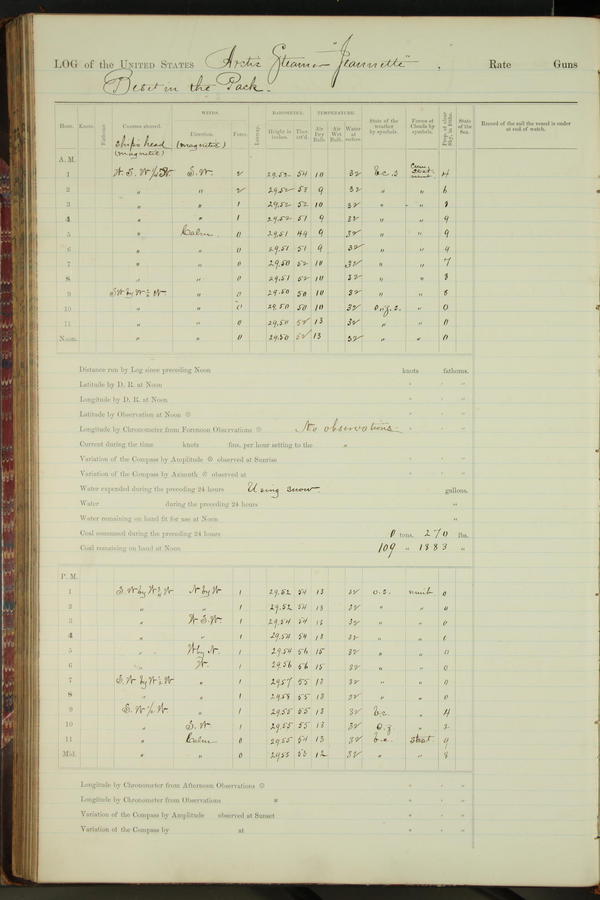 LOG of the UNITED STATES Arctic Steamer "Jeannette", Rate Guns
Beset in the Pack.
WINDS. BAROMETER. TEMPERATURE.
Hour. Knots. Fathoms. Courses steered. Direction. Force. Leeway. Height in inches. Ther. att'd. Air Dry Bulb. Air Wet Bulb. Water at surface. State of the weather by symbols. Forms of Clouds by symbols. Prop. of clear Sky, in 10ths. State of the Sea. Record of the sail the vessel is under at end of watch.
Ship's head (magnetic) (magnetic)
A. M.
1 S. W. 2 29.52 54 10 32 b.c.s Cum. Strat 4
2 " " 2 29.52 53 9 32 " " 6
3 " " 1 29.52 52 10 32 " " 8
4 " " 1 29.52 51 9 32 " " 9
5 " Calm 0 29.51 49 9 32 " " 9
6 " " 0 29.51 51 9 32 " " 9
7 " " 0 29.50 52 10 32 " " 7
8 " " 0 29.51 52 10 32 " " 8
9 SW by W ½ W " 0 29.50 50 10 32 " " 8
10 " " 0 29.50 50 10 32 " 0
11 " " 0 29.50 52 13 32 " " 0
Noon. " " 0 29.50 52 13 32 " " 0
Distance run by Log since preceding Noon knots fathoms.
Latitude by D. R. at Noon
Longitude by D. R. at Noon
Latitude by Observation at Noon
Longitude by Chronometer from Forenoon Observations No observations
Current during the time knots fms. per hour setting to the
Variation of the Compass by Amplitude observed at Sunrise
Variation of the Compass by Azimuth observed at
Water expended during the preceding 24 hours Using snow gallons.
Water during the preceding 24 hours "
Water remaining on hand fit for use at Noon "
Coal consumed during the preceding 24 hours 0 tons. 270 lbs.
Coal remaining on hand at Noon 109 " 1883 "
P. M.
1 S W by W ½ W N by W 1 29.52 54 13 32 o.s. nimb 0
2 " " 1 29.52 54 13 32 " " 0
3 " W S. W. 1 29.54 54 13 32 " " 0
4 " " 1 29.54 54 13 32 " " 0
5 " W by N. 1 29.54 56 15 32 " " 0
6 " W. 1 29.56 56 15 32 " " 0
7 S. W by W ½ W " 1 29.57 55 13 32 " " 0
8 " " 1 29.58 55 13 32 " " 0
9 S. W ½ W " 1 29.55 55 13 32 b.c. " 4
10 " S. W. 1 29.55 55 13 32 " 2
11 " Calm 0 29.55 54 13 32 b.c. Strat 9
Mid. " " 0 29.53 53 12 32 " " 8
Longitude by Chronometer from Afternoon Observations
Longitude by Chronometer from Observations
Variation of the Compass by Amplitude observed at Sunset
Variation of the Compass by at